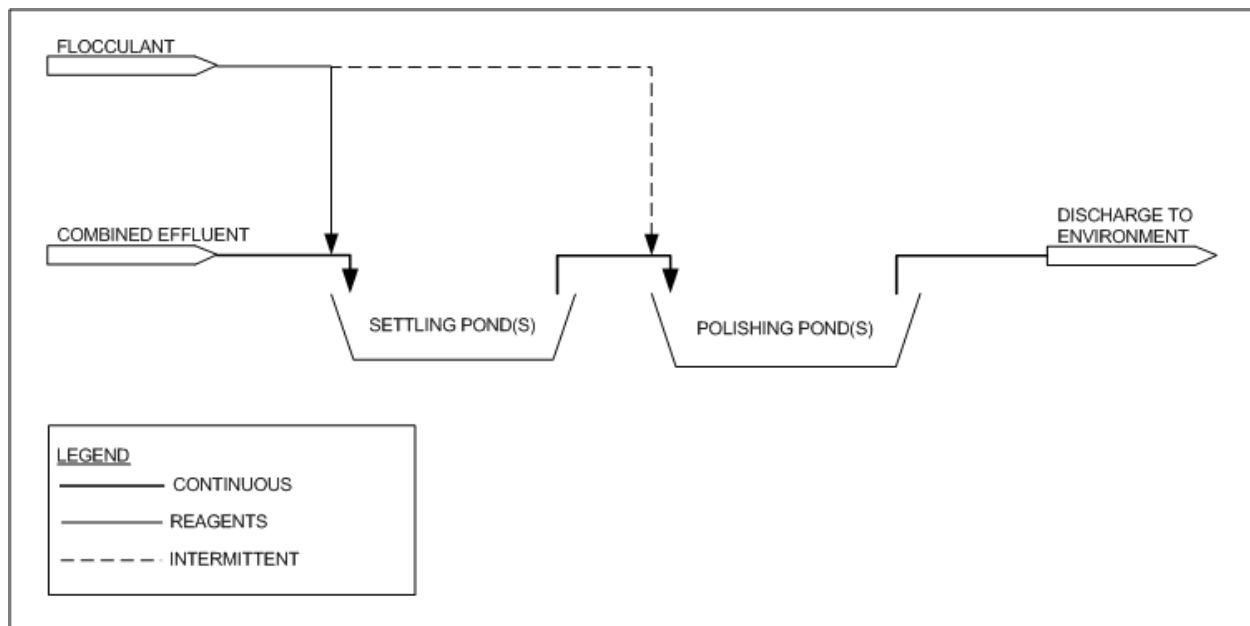 FLOCCULANT
COMBINED EFFLUENT
DISCHARGE TO
ENVIRONMENT
SETTLING POND(S)
POLISHING POND(S)
LEGEND
CONTINUOUS
REAGENTS
INTERMITTENT